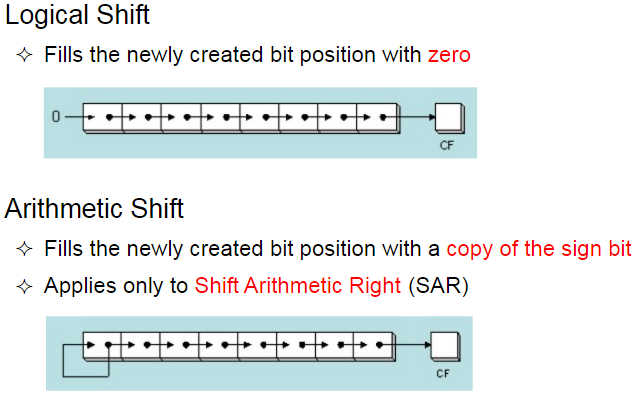 Logical Shift
✧ Fills the newly created bit position with zero
0
CF
Arithmetic Shift
✧ Fills the newly created bit position with a copy of the sign bit
✧ Applies only to Shift Arithmetic Right (SAR)
CF